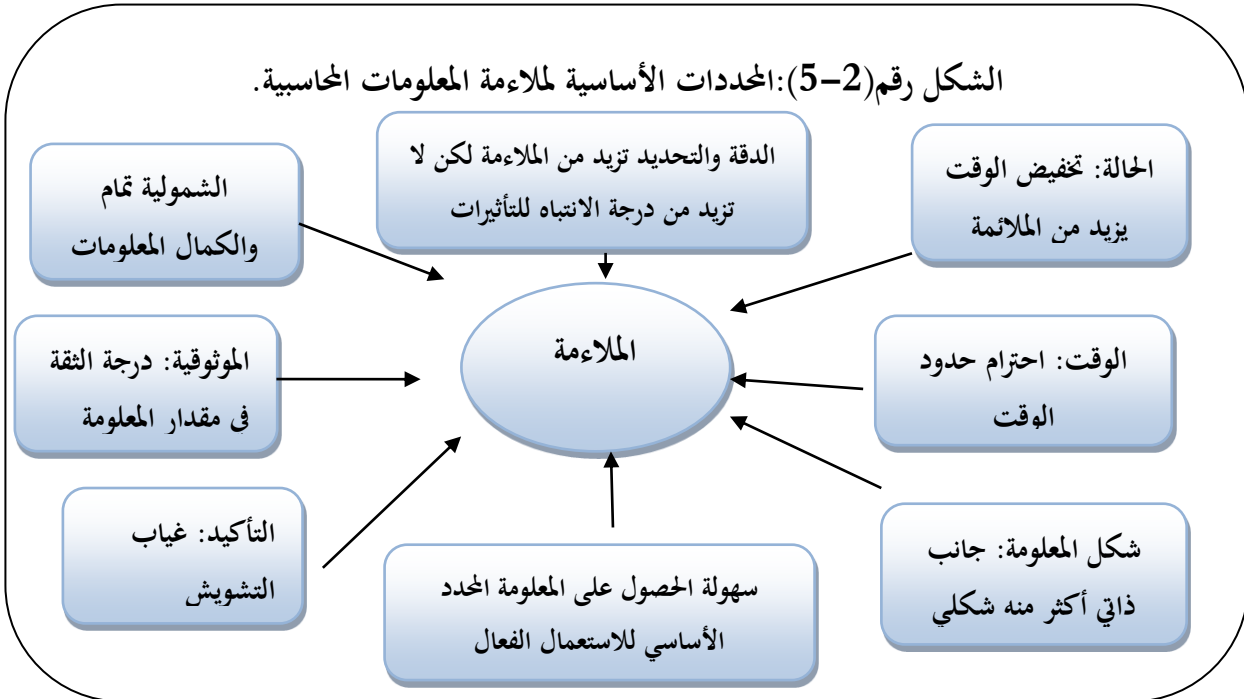 الشكل رقم(2-5):المحددات الأساسية لملاءمة المعلومات المحاسبية.
الحالة: تخفيض الوقت
يزيد من الملائمة
الدقة والتحديد تزيد من الملاءمة لكن لا
تزيد من درجة الانتباه للتأثيرات
الشمولية تمام
والكمال المعلومات
الملاءمة
الوقت: احترام حدود
الوقت
الموثوقية: درجة الثقة
في مقدار المعلومة
شكل المعلومة: جانب
ذاتي أكثر منه شكلي
سهولة الحصول على المعلومة المحدد
الأساسي للاستعمال الفعال
التأكيد: غياب
التشويش